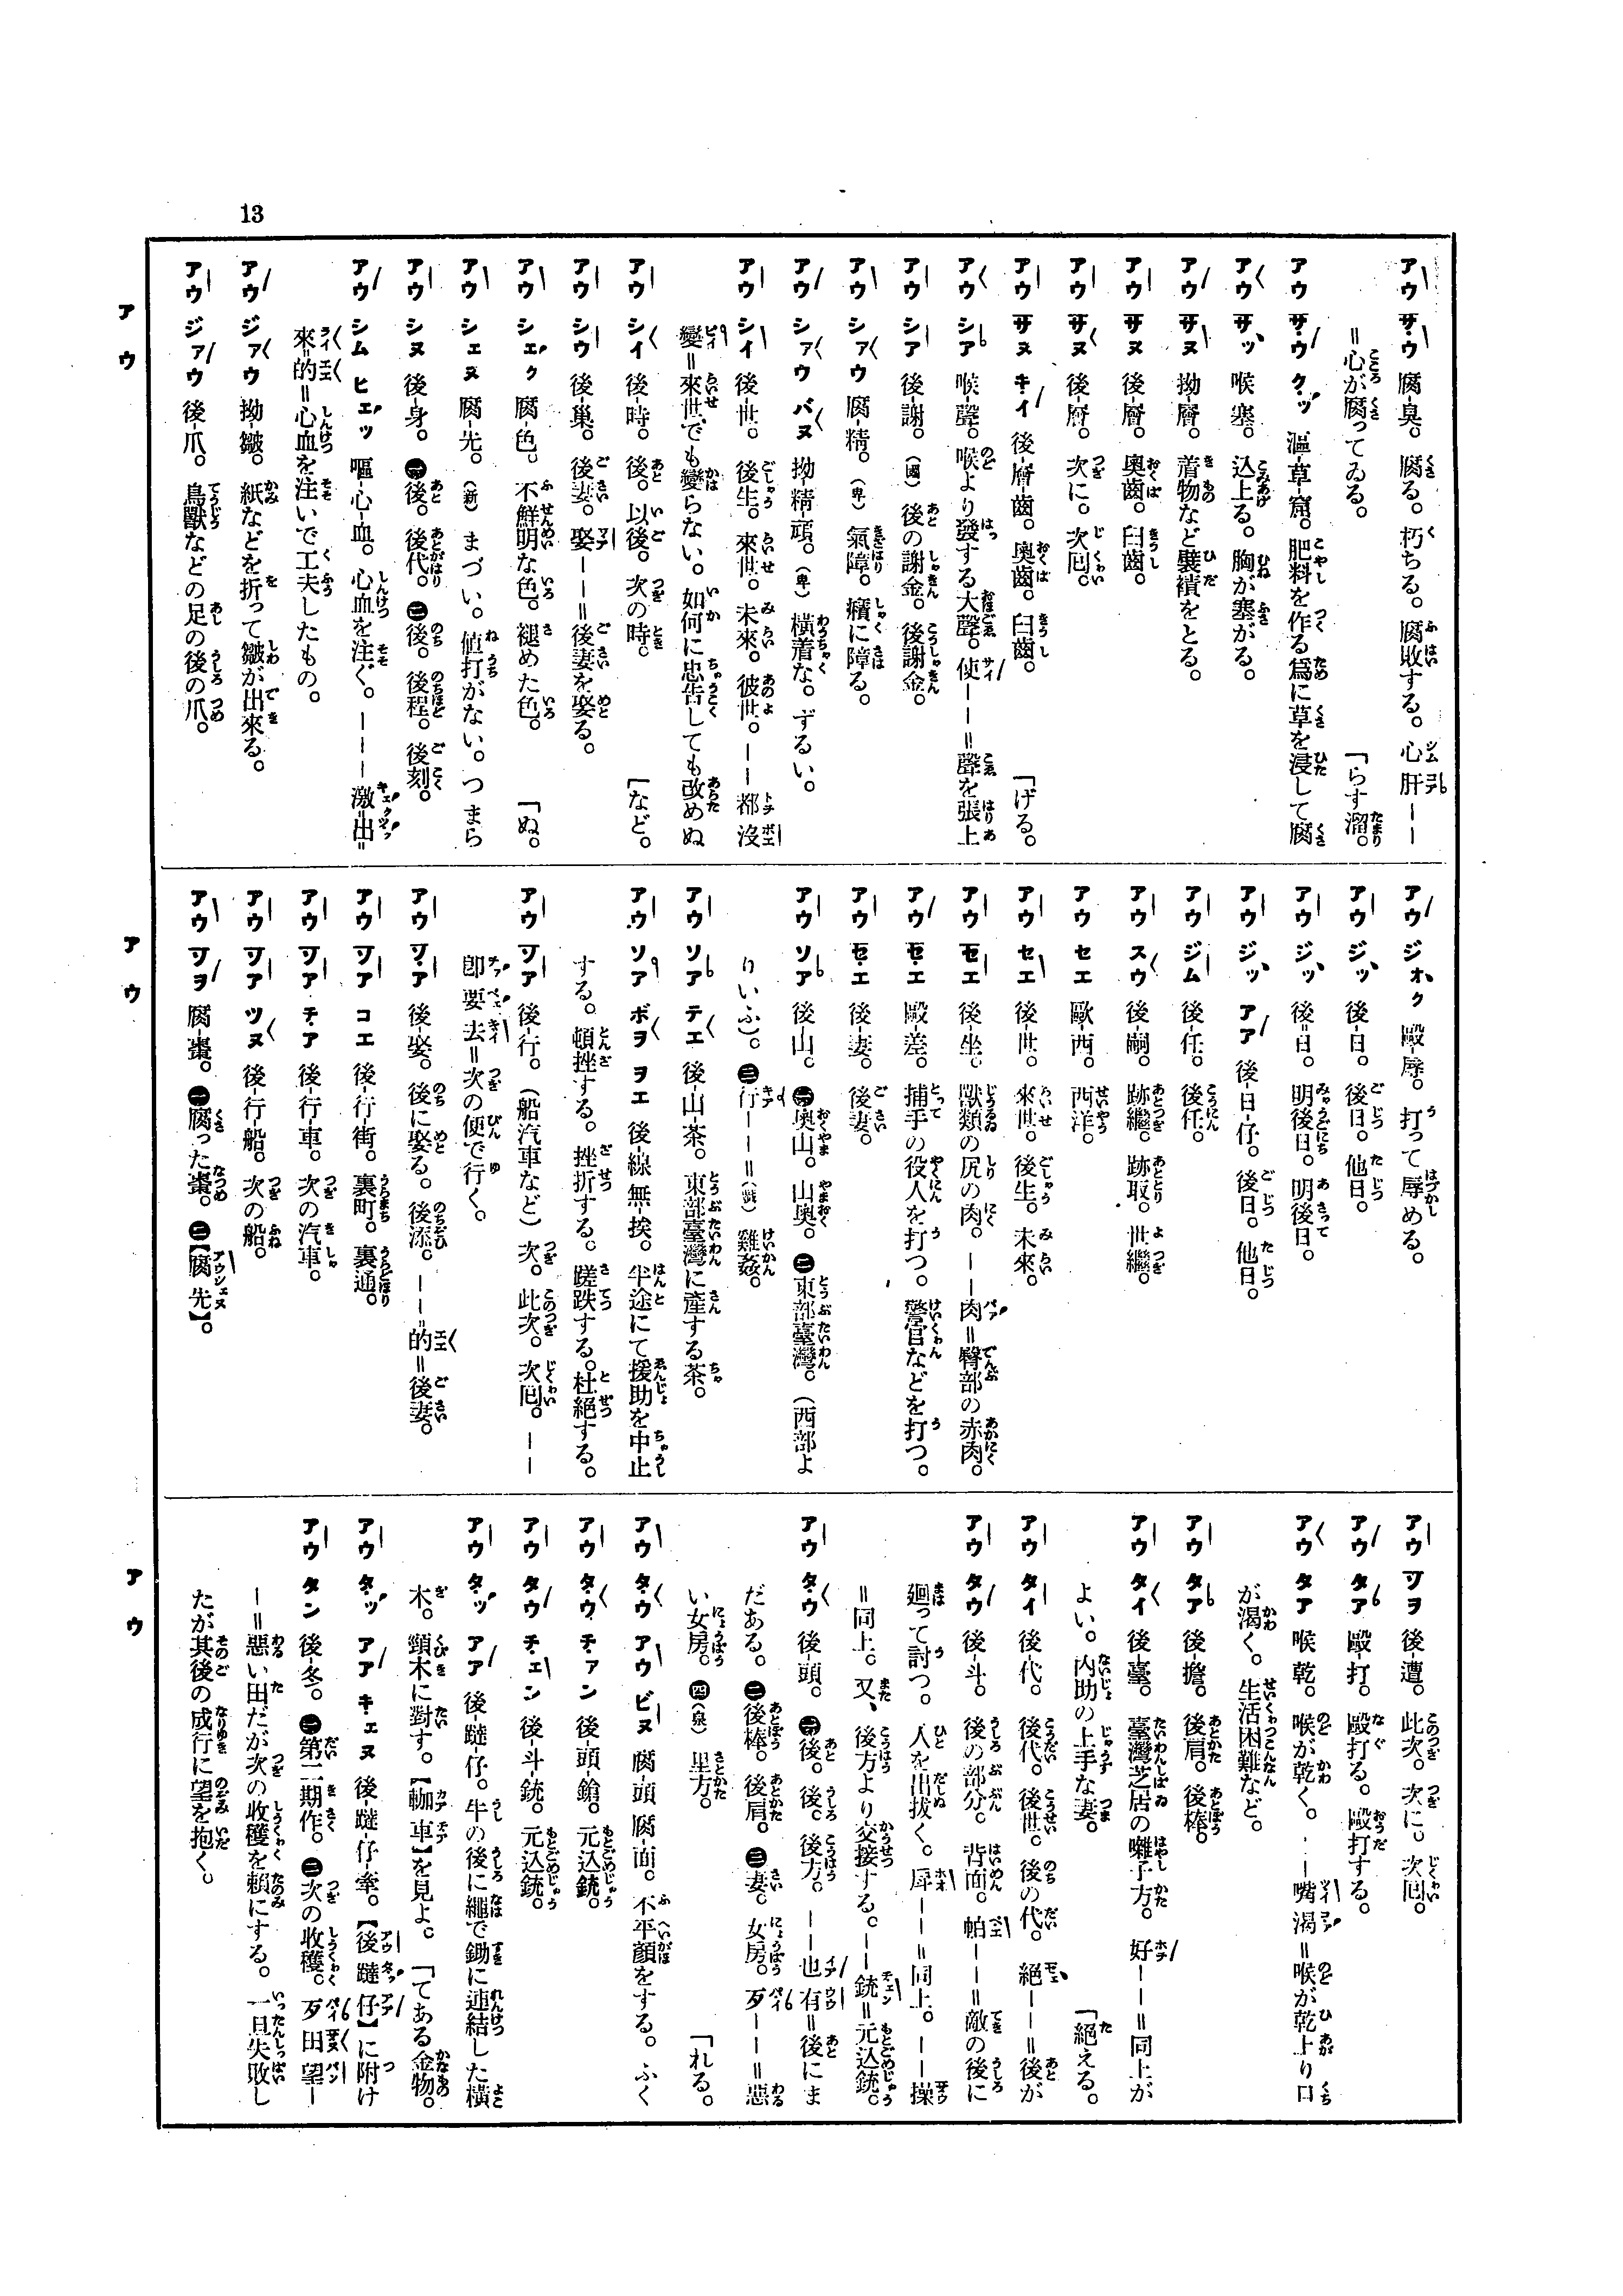 13
アウ サウ 腐-臭。腐る。朽ちる。腐敗する。心肝――
＝心が腐ってゐる。　「らす溜。
アウ サウ クッ 漚-草-窟。肥料を作る爲に草を浸して腐
アウ サッ 喉-塞。込上る。胸が塞がる。
アウ サヌ 拗-層。着物など襞襀をとる。
アウ サヌ 後-層。奧齒。臼齒。
アウ サヌ 後-層。次に。次囘。
アウ サヌ キイ 後-層-齒。奧齒。臼齒。　「げる。
アウ シア 喉-聲。喉より發する大聲。使――＝聲を張上
アウ シア 後-謝。（國）後の謝金。後謝金。
アウ シァウ 腐-精。（卑）氣障。癪に障る。
アウ シァウ バヌ 拗-精-頑。（卑）橫着な。ずるい。
アウ シイ 後-世。後生。來世。未來。彼世。――都沒
變＝來世でも變らない。如何に忠告しても改めぬ
アウ シイ 後-時。後。以後。次の時。　「など。
アウ シウ 後-巢。後妻。娶――＝後妻を娶る。
アウ シェク 腐-色。不鮮明な色。褪めた色。　「ぬ。
アウ シェヌ 腐-先。（新）まづい。値打がない。つまら
アウ シヌ 後-身。㊀後。後代。㊁後。後程。後刻。
アウ シム ヒェッ 嘔-心-血。心血を注ぐ。―――激＝出＝
來＝的＝心血を注いで工夫したもの。
アウ ジァウ 拗-皺。紙などを折って皺が出來る。
アウ ジァウ 後-爪。鳥獸などの足の後の爪。
ア ウ
アウ ジォク 毆-辱。打って辱める。
アウ ジッ 後-日。後日。他日。
アウ ジッ 後-日。明後日。明後日。
アウ ジッ アア 後-日-仔。後日。他日。
アウ ジム 後-任。後任。
アウ スウ 後-嗣。跡繼。跡取。世繼。
アウ セエ 歐-西。西洋。
アウ セエ 後-世。來世。後生。未來。
アウ セエ 後-坐。獸類の尻の肉。――肉＝臀部の赤肉。
アウ セエ 毆-差。捕手の役人を打つ。警官などを打つ。
アウ セエ 後-妻。後妻。
アウ ソア 後-山。㊀奧山。山奧。㊁東部臺灣。（西部よ
りいふ）。㊂行――＝（戲）雞姦。
アウ ソア テエ 後-山-茶。東部臺灣に產する茶。
アウ ソア ボヲ ヲエ 後-線-無-挨。半途にて援助を中止
する。頓挫する。挫折する。蹉跌する。杜絕する。
アウ ツア 後-行。（船汽車など）次。此次。次囘。――
卽要去＝次の便で行く。
アウ ツア 後-娶。後に娶る。後添。――＝的＝後妻。
アウ ツア コエ 後-行-街。裏町。裏通。
アウ ツア チア 後-行-車。次の汽車。
アウ ツア ツヌ 後-行-船。次の船。
アウ ツヲ 腐-棗。㊀腐った棗。㊁【腐先】。
ア ウ
アウ ツヲ 後-遭。此次。次に。次囘。
アウ タア 毆-打。毆打る。毆打する。
アウ タア 喉-乾。喉が乾く。――嘴渴＝喉が乾上り口
が渴く。生活困難など。
アウ タア 後-擔。後肩。後棒。
アウ タイ 後-臺。臺灣芝居の囃子方。好――＝同上が
よい。內助の上手な妻。　「絕える。
アウ タイ 後-代。後代。後世。後の代。絕――＝後が
アウ タウ 後-斗。後の部分。背面。帕――＝敵の後に
廻って討つ。人を出拔く。㞘――＝同上。――操
＝同上。又、後方より交接する。――銃＝元込銃。
アウ タウ 後-頭。㊀後。後。後方。――也有＝後にま
だある。㊁後棒。後肩。㊂妻。女房。歹――＝惡
い女房。㊃（泉）里方。　「れる。
アウ タウ アウ ビヌ 腐-頭 腐-面。不平顏をする。ふく
アウ タウ チァン 後-頭-鎗。元込銃。
アウ タウ チェン 後-斗-銃。元込銃。
アウ タッ アア 後-躂-仔。牛の後に繩で鋤に連結した橫
木。頸木に對す。【枷車】を見よ。　「てある金物。
アウ タッ アア キェヌ 後-躂-仔-牽。【後躂仔】に附け
アウ タン 後-冬。㊀第二期作。㊁次の收穫。歹田望―
―＝惡い田だが次の收穫を賴にする。一旦失敗し
たが其後の成行に望を抱く。
ア ウ